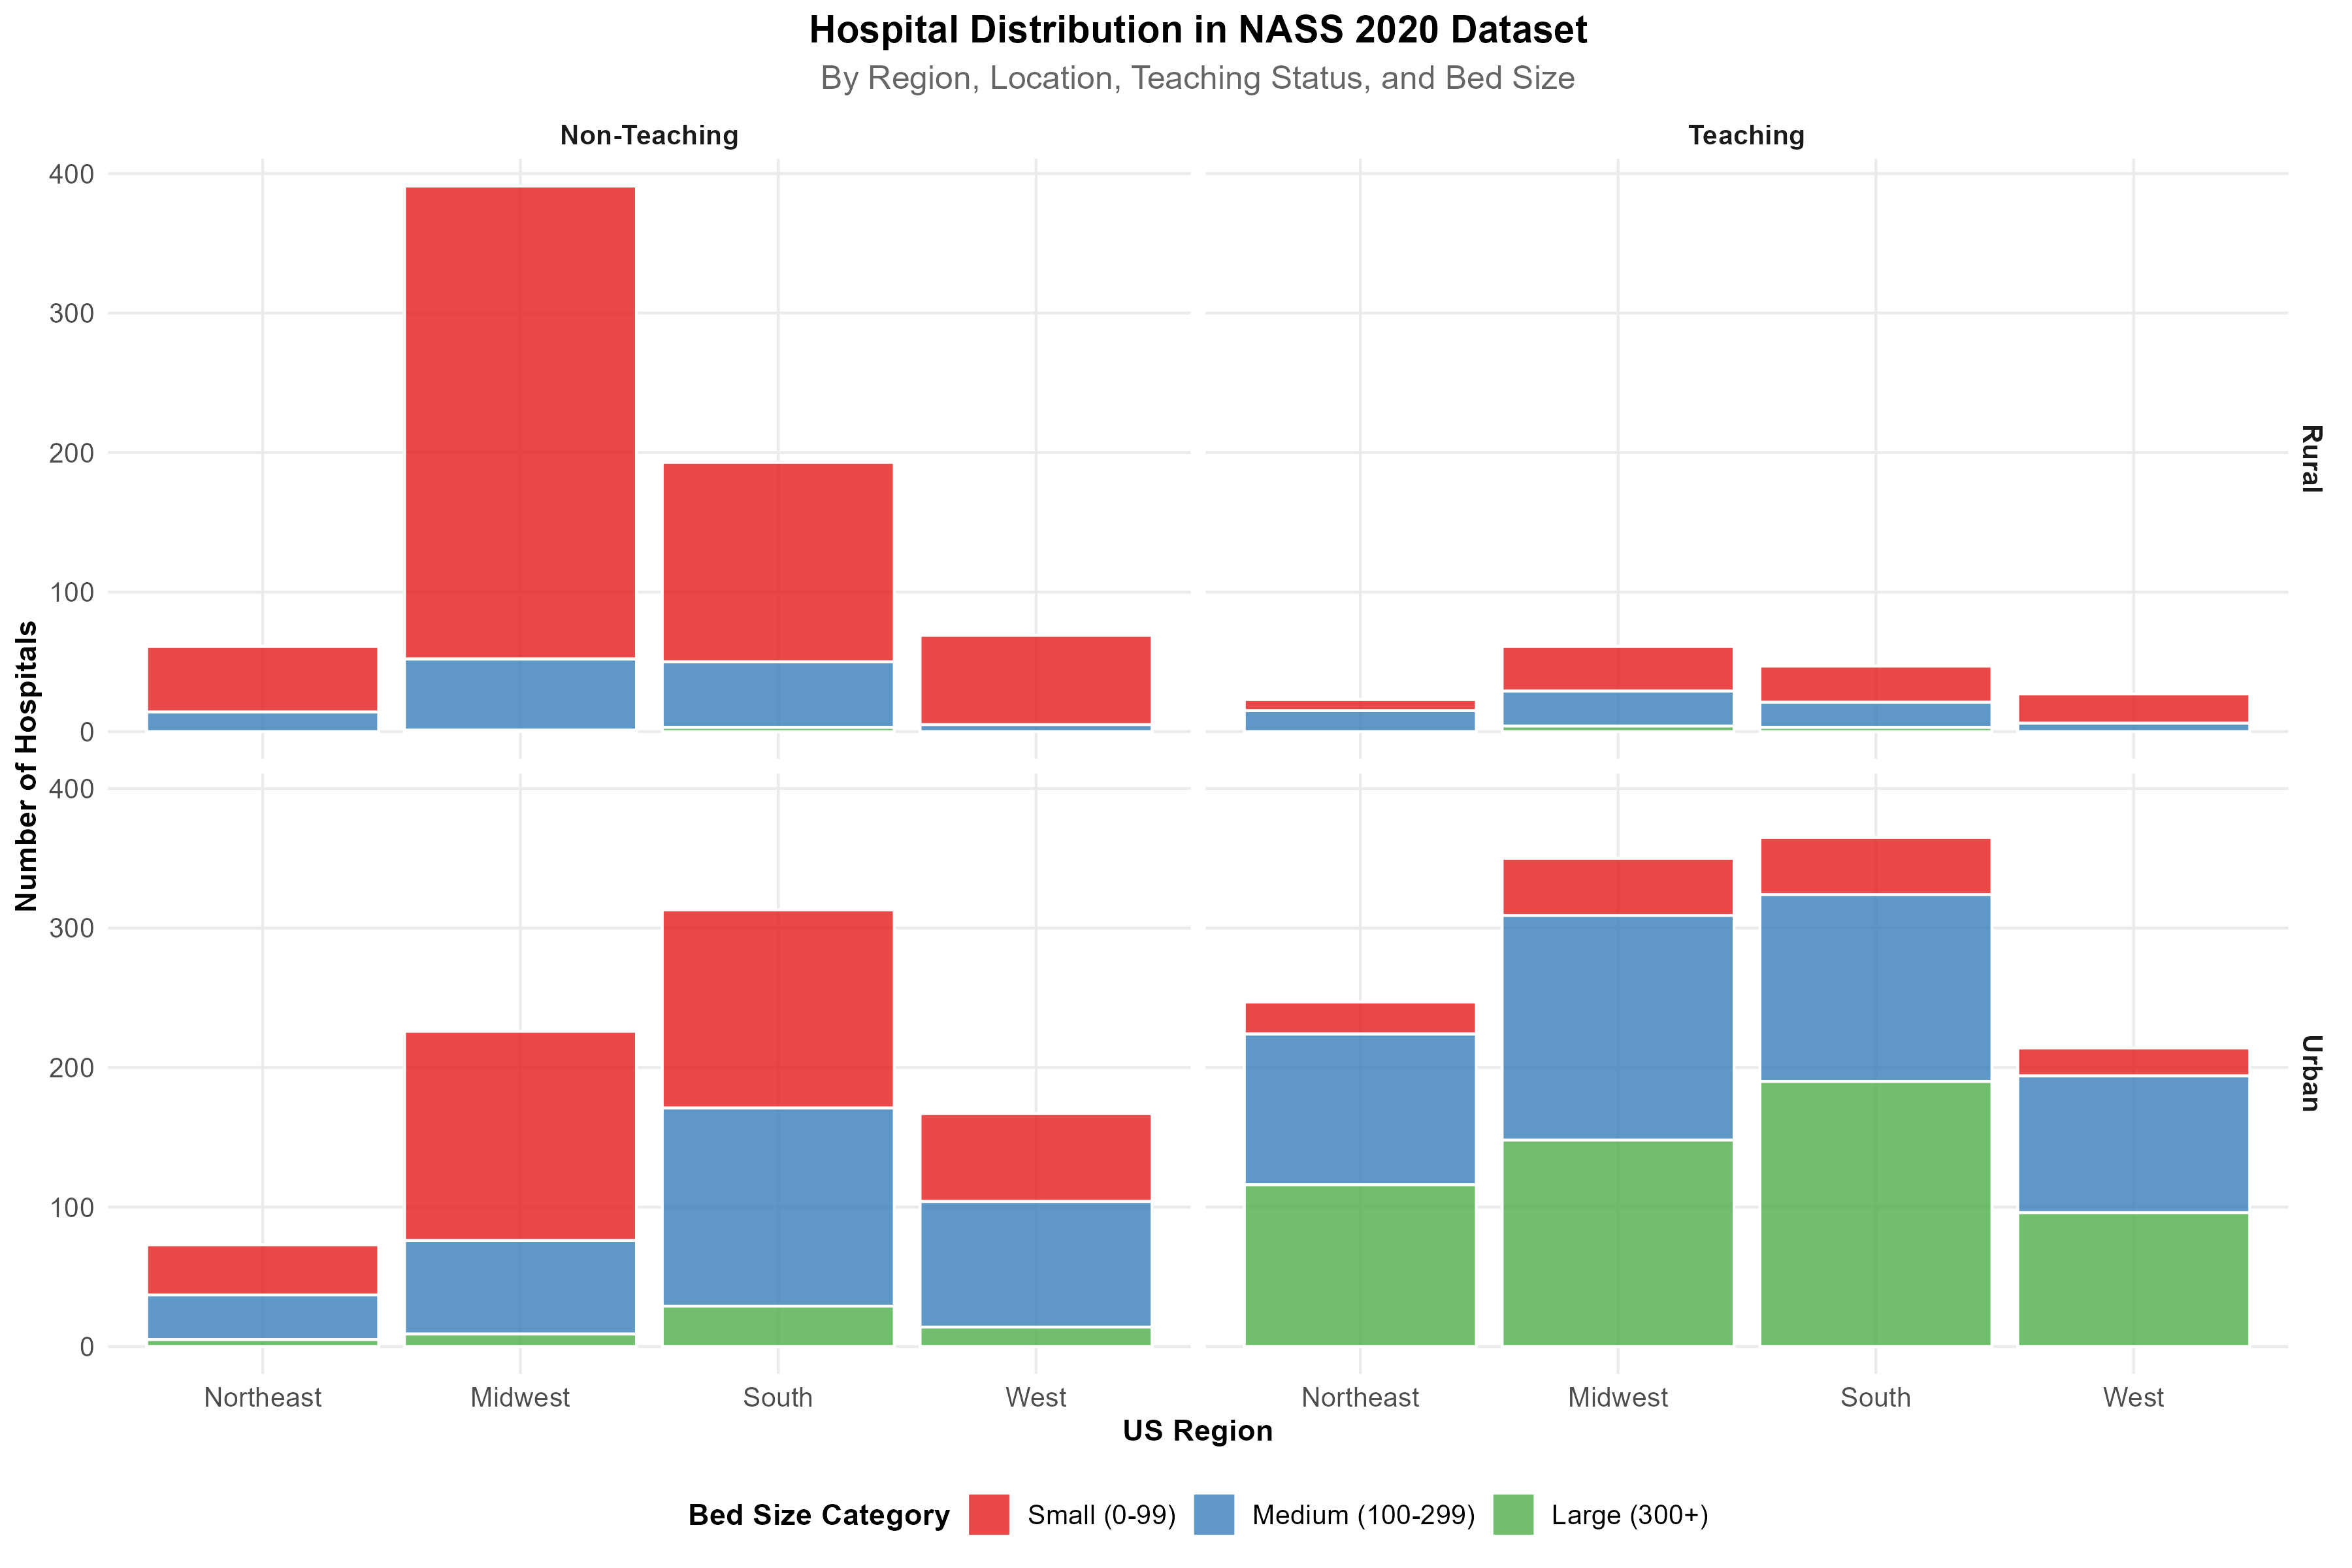 Hospital Distribution in NASS 2020 Dataset
By Region, Location, Teaching Status, and Bed Size
Non-Teaching
Teaching
400
300
200
100
0
Rural
Number of Hospitals
400
300
200
100
0
Urban
Northeast Midwest South West Northeast Midwest South West
US Region
Bed Size Category Small (0-99) Medium (100-299) Large (300+)